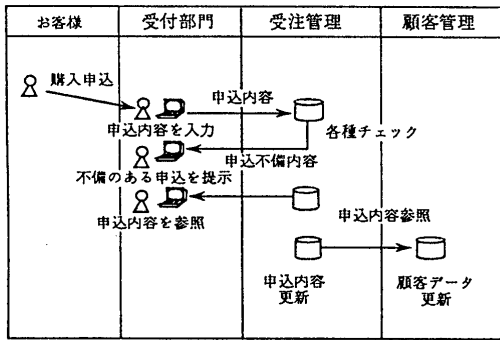 お客様 受付部門 受注管理 顧客管理
購入申込
申込内容
申込内容を入力
各種チェック
申込不備内容
不備のある申込を提示
申込内容を参照
申込内容参照
申込内容
更新
顧客データ
更新